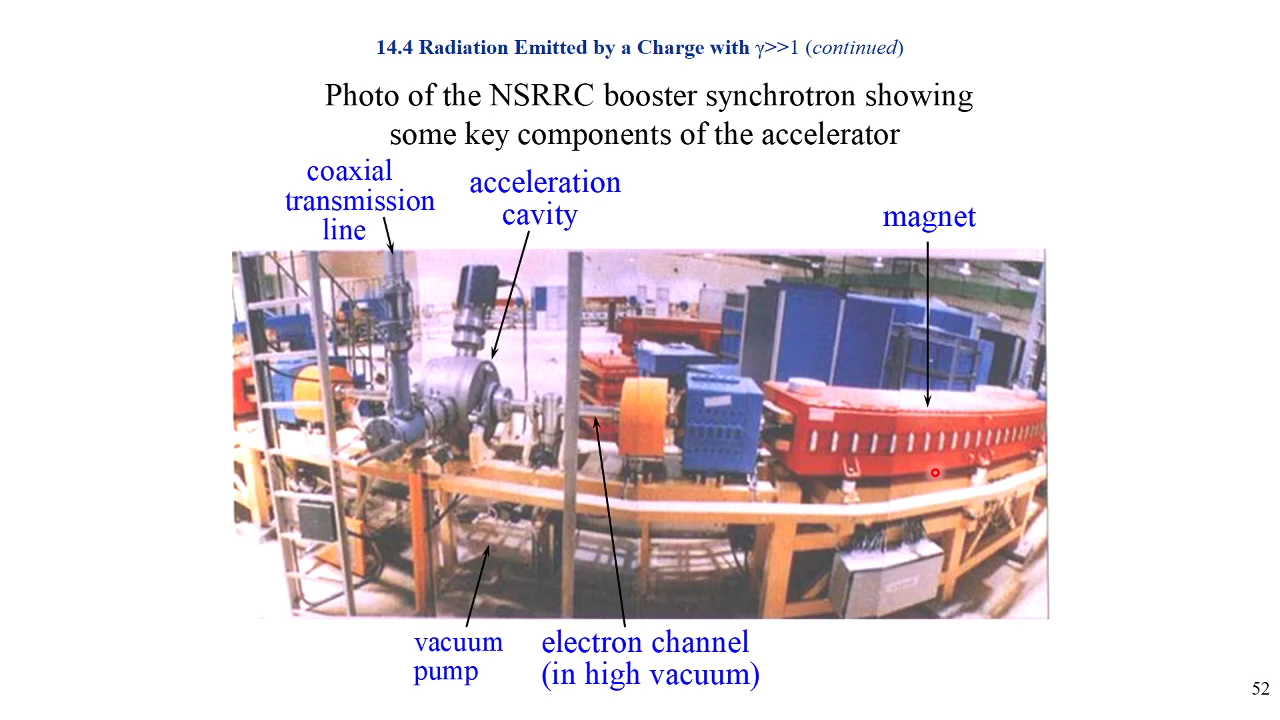 14.4 Radiation Emitted by a Charge with γ>>1 (continued)
Photo of the NSRRC booster synchrotron showing
some key components of the accelerator
coaxial
transmission
line
acceleration
cavity
magnet
vacuum
pump
electron channel
(in high vacuum)
52